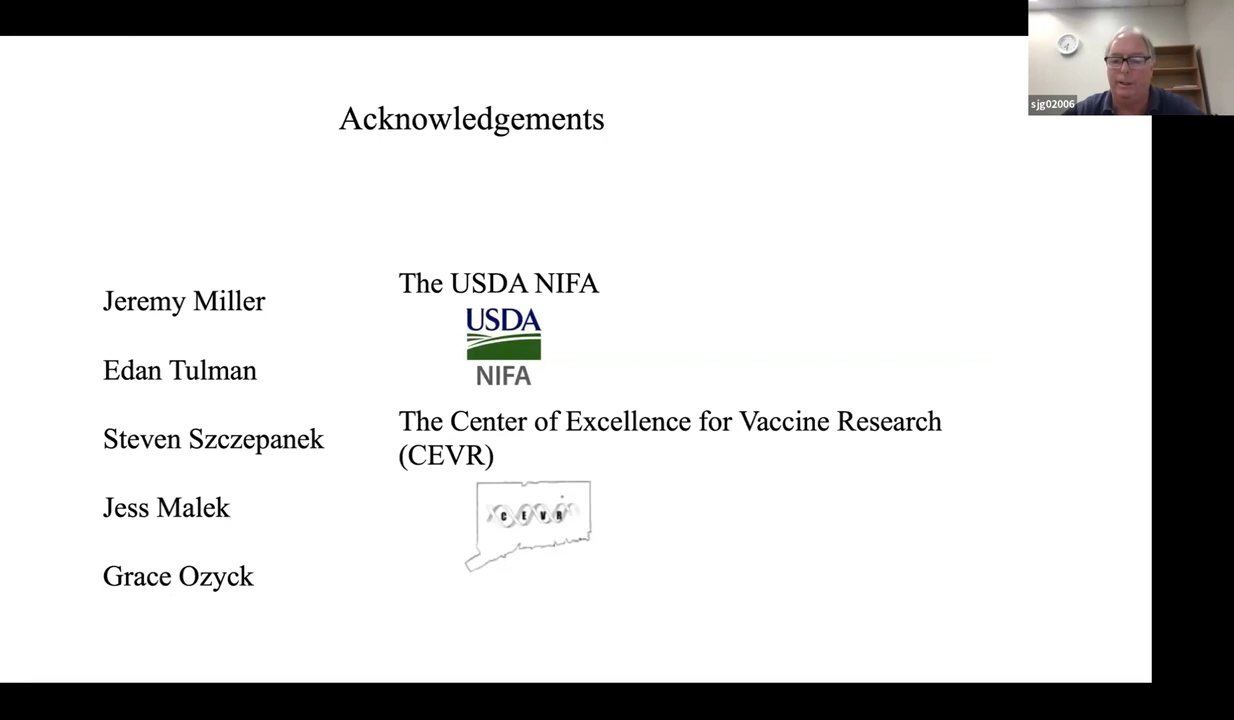 sjg02006
Acknowledgements
Jeremy Miller
Edan Tulman
Steven Szczepanek
Jess Malek
Grace Ozyck
The USDA NIFA
USDA
NIFA
The Center of Excellence for Vaccine Research
(CEVR)
C E V R